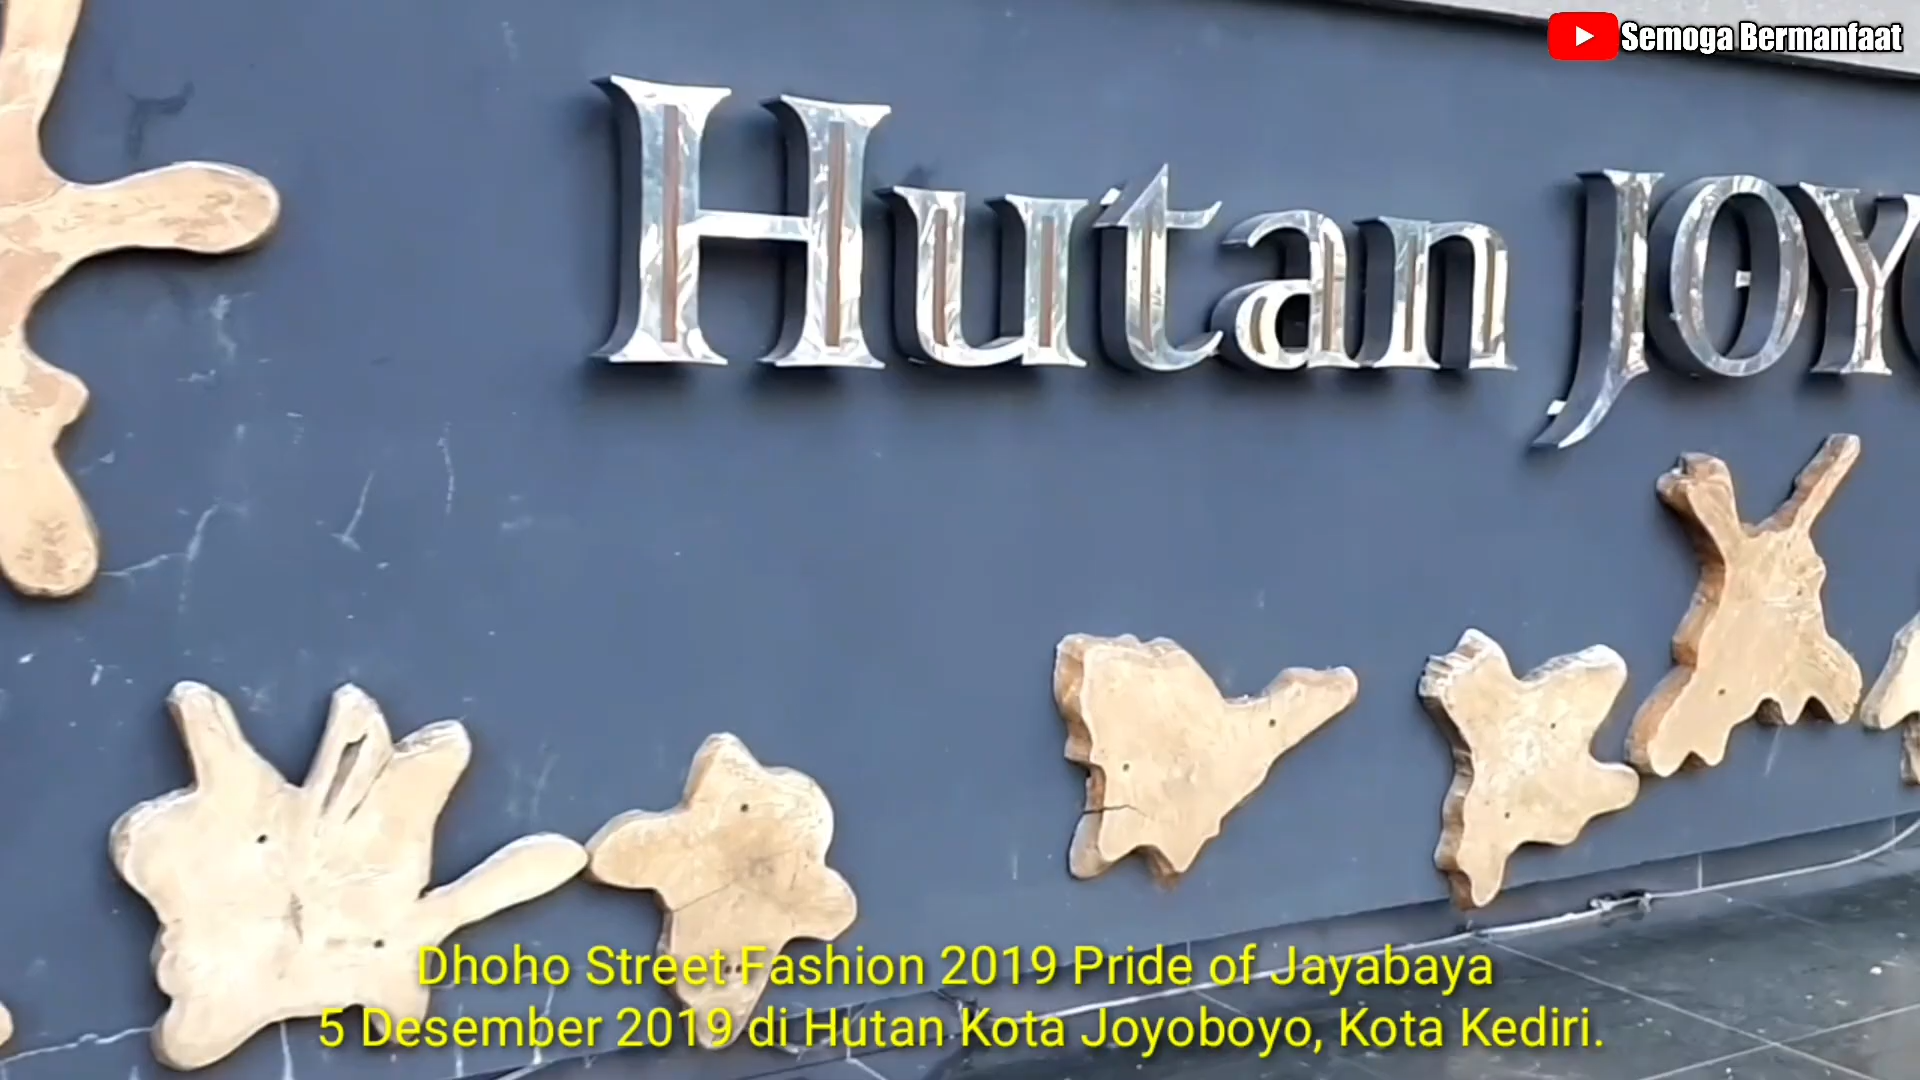 Semoga Bermanfaat
Hutan JOY
Dhoho Street Fashion 2019 Pride of Jayabaya
5 Desember 2019 di Hutan Kota Joyoboyo, Kota Kediri.